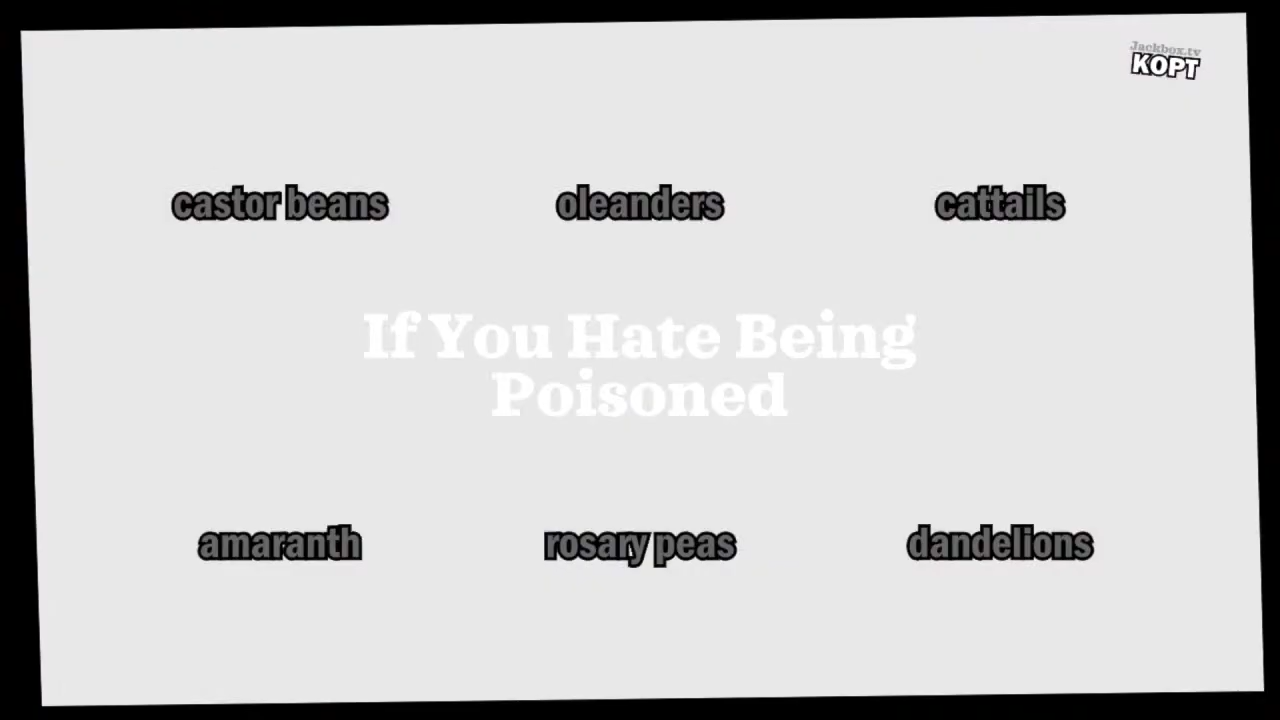 Jackbox.tv
KOPT
castor beans
oleanders
cattails
If You Hate Being
Poisoned
amaranth
rosary peas
dandelions